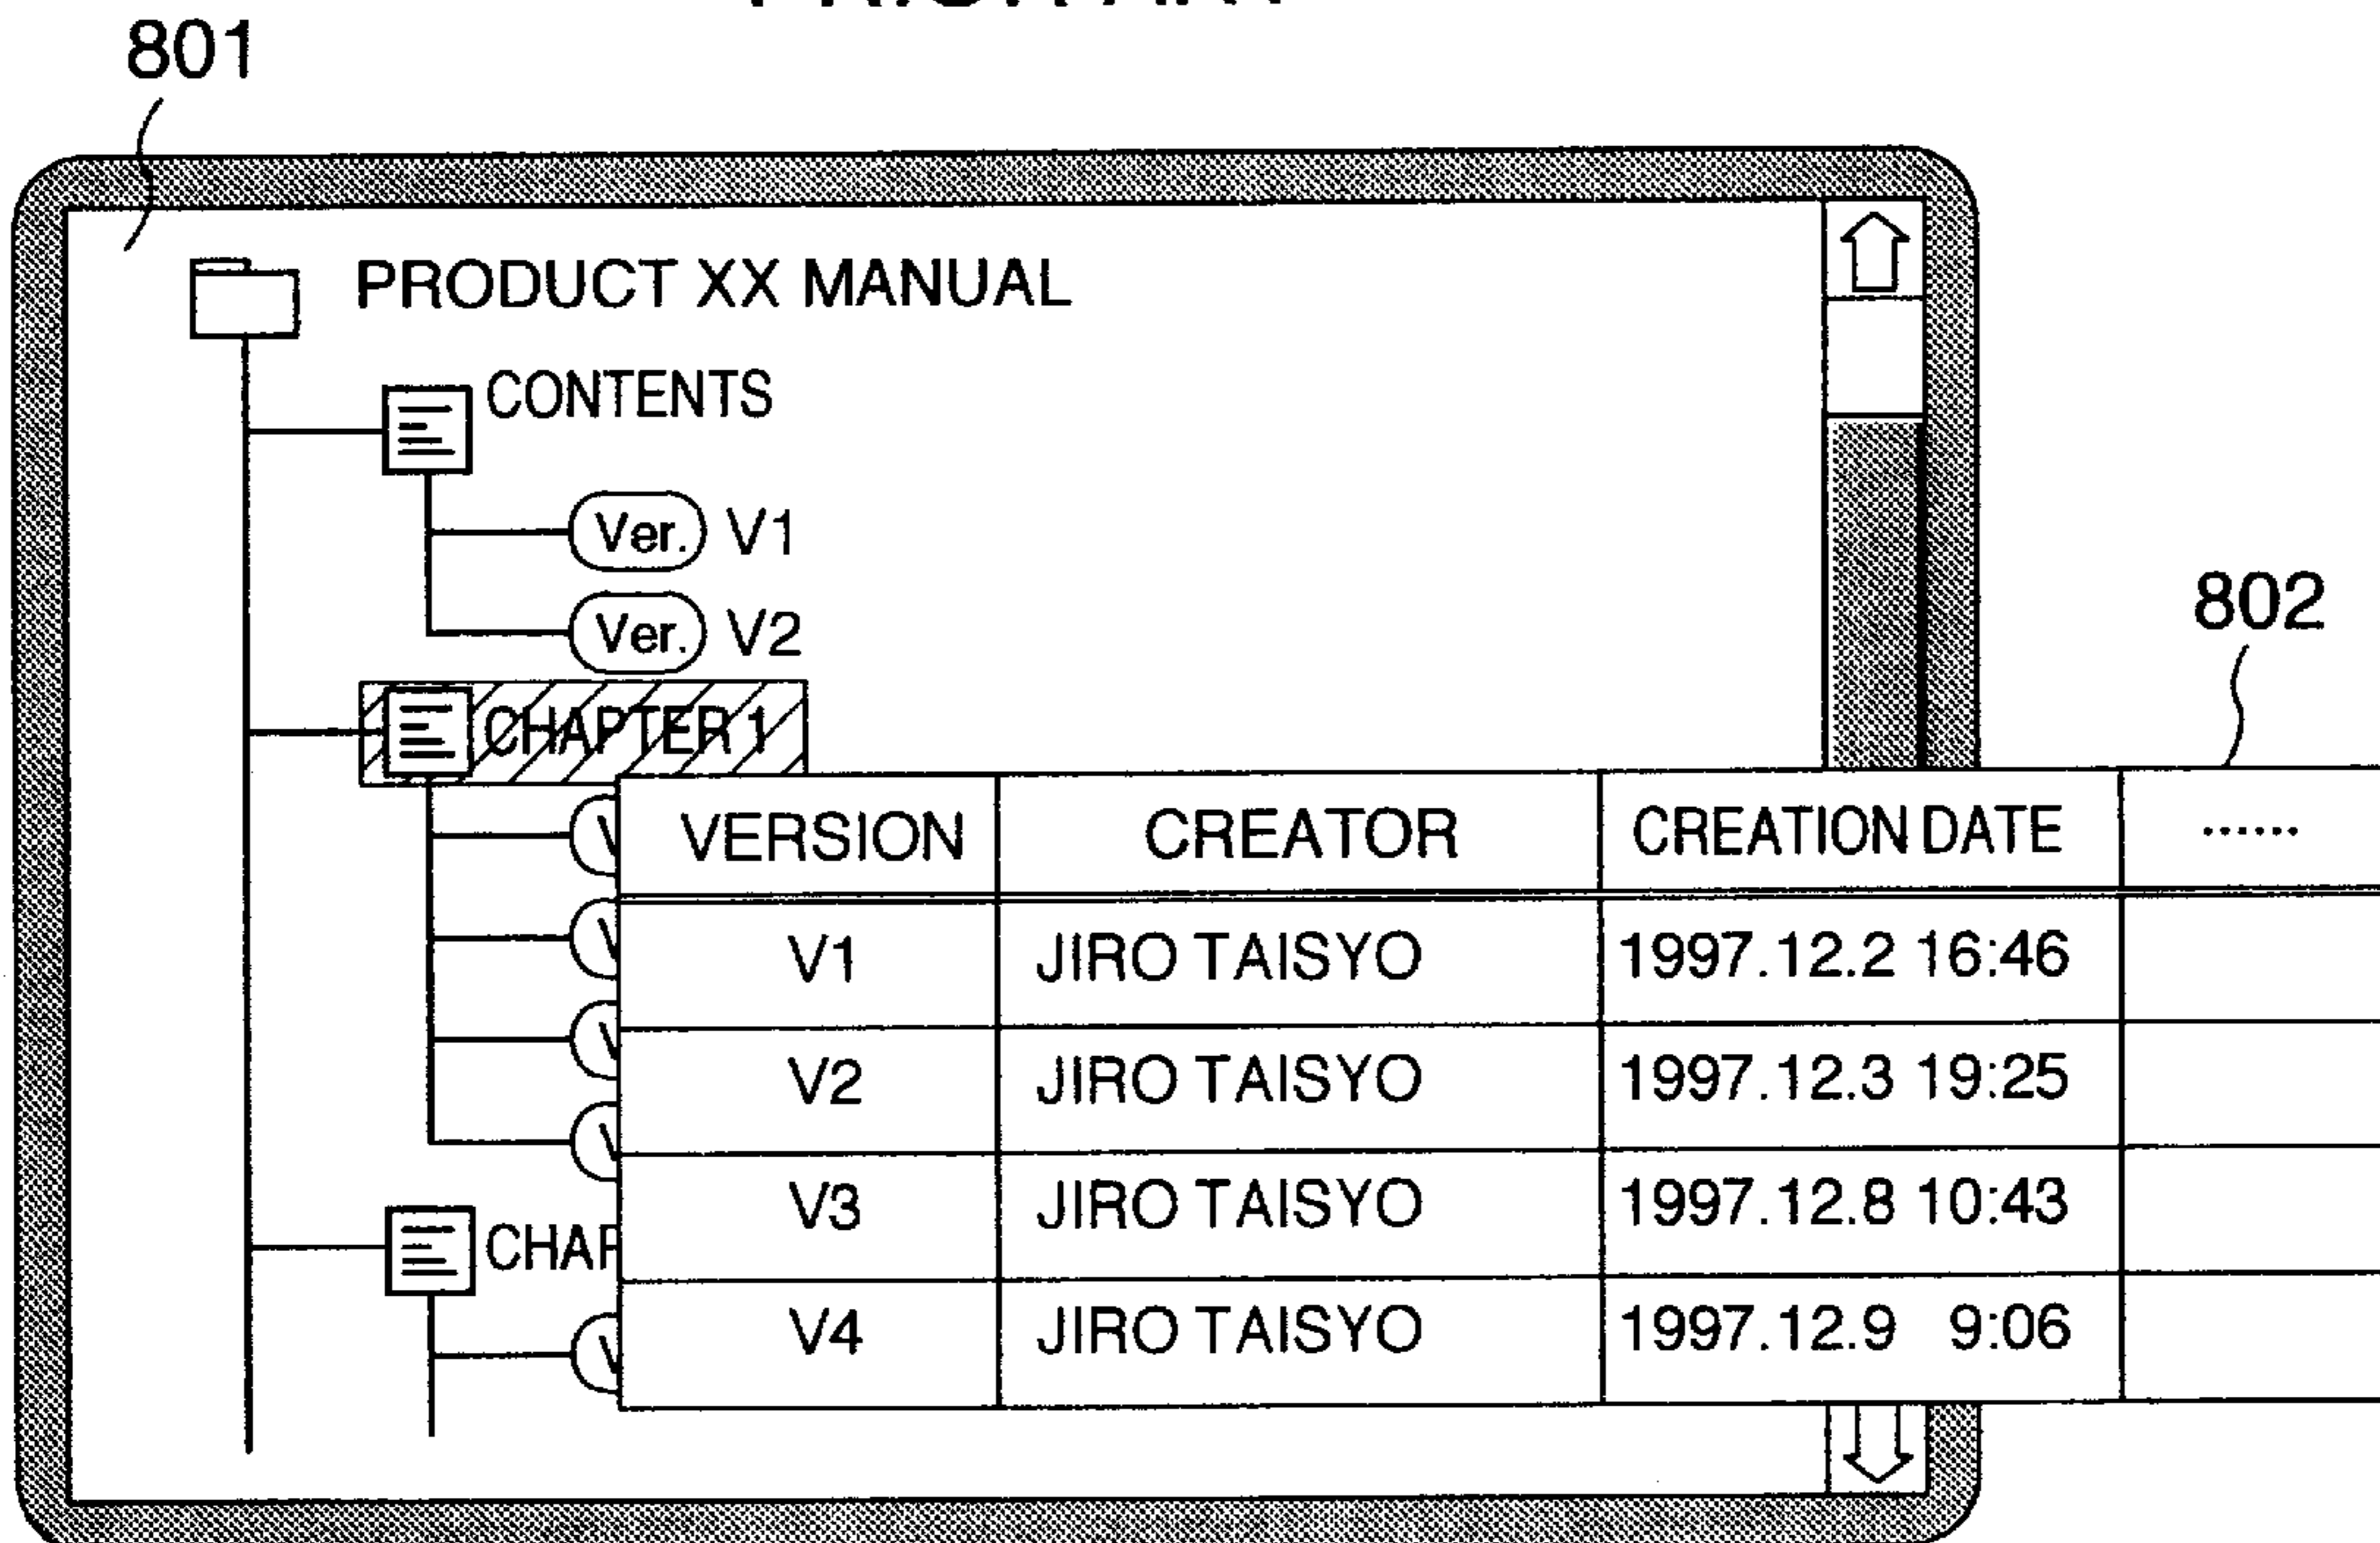 801
PRODUCT XX MANUAL
CONTENTS
Ver. V1
Ver. V2
802
CHAPTER 1
VERSION CREATOR CREATION DATE ......
V1 JIRO TAISYO 1997.12.2 16:46
V2 JIRO TAISYO 1997.12.3 19:25
V3 JIRO TAISYO 1997.12.8 10:43
V4 JIRO TAISYO 1997.12.9 9:06